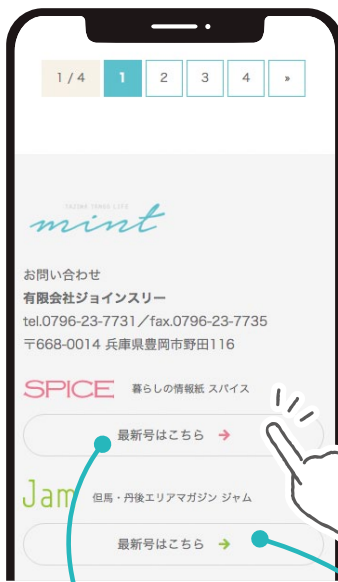 1 / 4 1 2 3 4 »
TAJIMA TANGO LIFE
mint
お問い合わせ
有限会社ジョインスリー
tel.0796-23-7731／fax.0796-23-7735
〒668-0014 兵庫県豊岡市野田116
SPICE 暮らしの情報紙 スパイス
最新号はこちら →
Jam 但馬・丹後エリアマガジン ジャム
最新号はこちら →